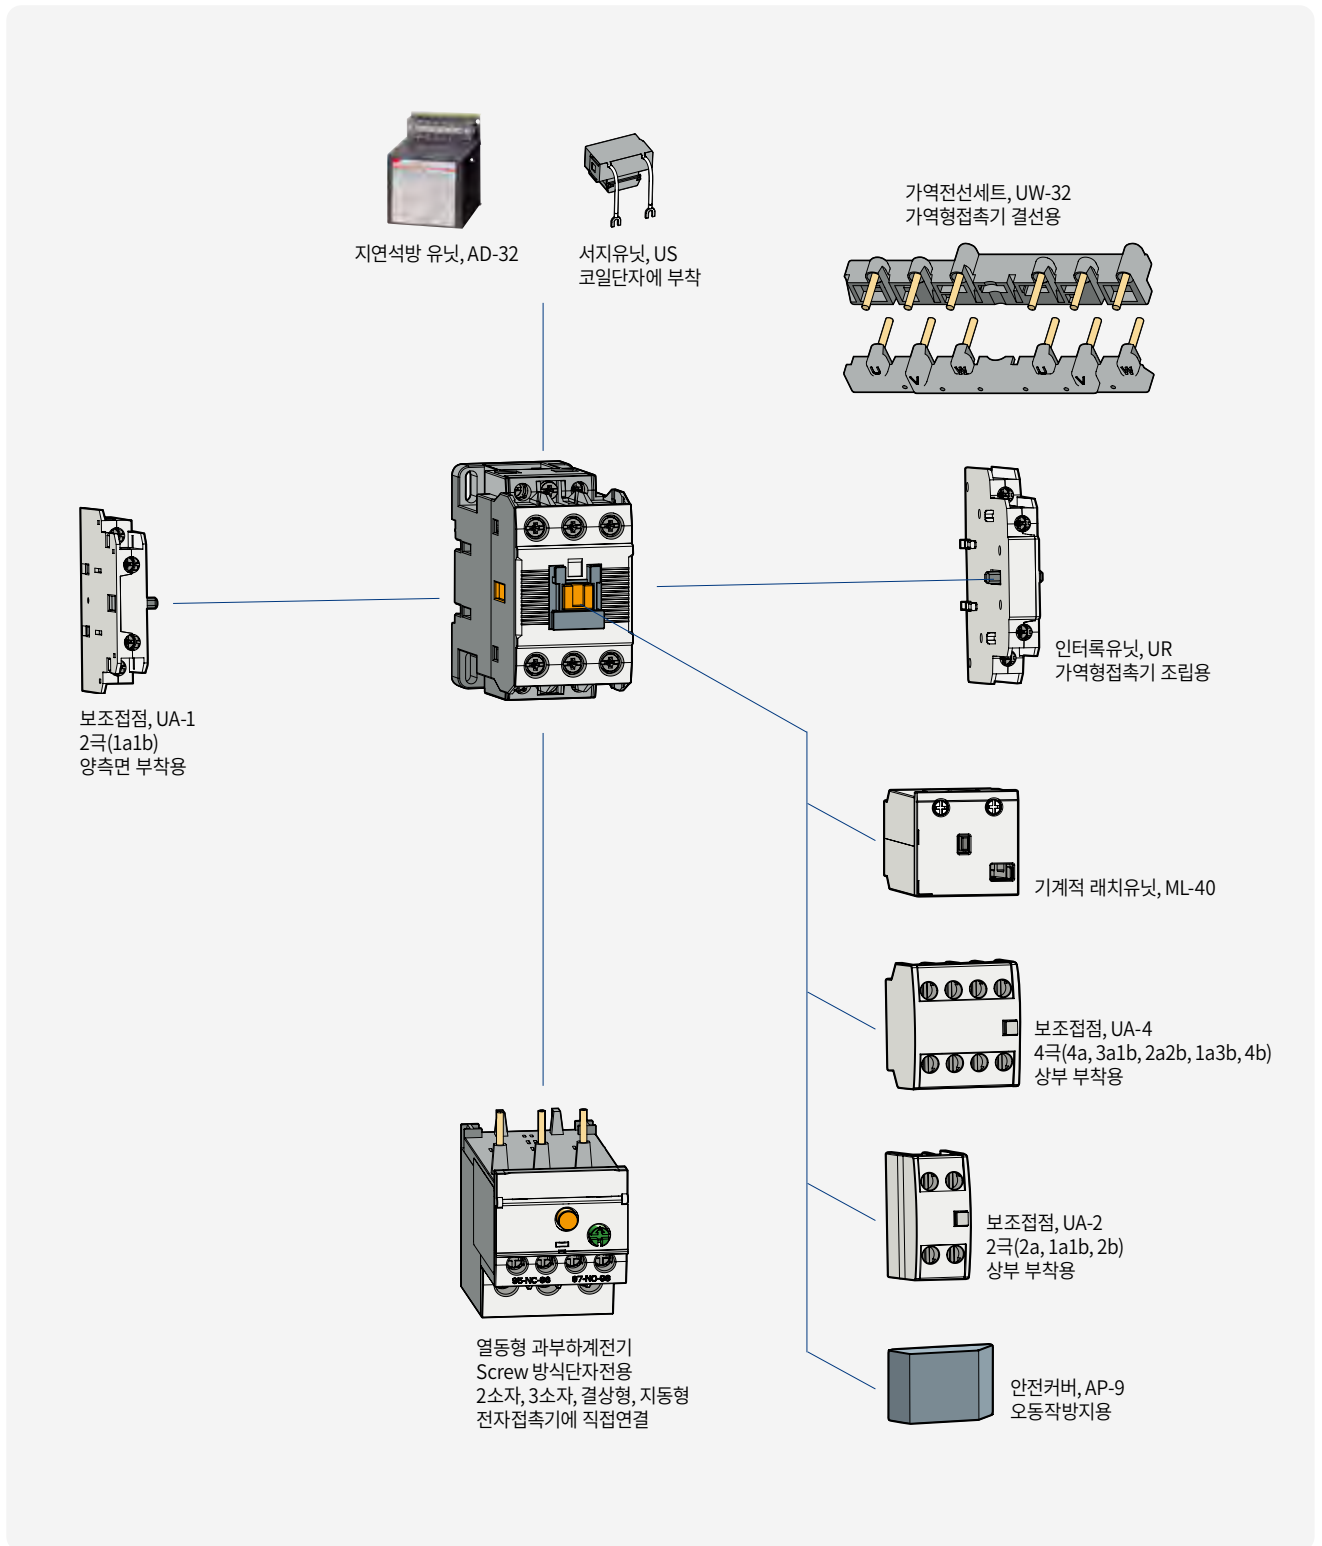 지연석방 유닛, AD-32
서지유닛, US
코일단자에 부착
가역전선세트, UW-32
가역형접촉기 결선용
U
V
W
U
V
W
보조접점, UA-1
2극(1a1b)
양측면 부착용
인터록유닛, UR
가역형접촉기 조립용
기계적 래치유닛, ML-40
보조접점, UA-4
4극(4a, 3a1b, 2a2b, 1a3b, 4b)
상부 부착용
보조접점, UA-2
2극(2a, 1a1b, 2b)
상부 부착용
95-NC-96 97-NO-98
열동형 과부하계전기
Screw 방식단자전용
2소자, 3소자, 결상형, 지동형
전자접촉기에 직접연결
안전커버, AP-9
오동작방지용